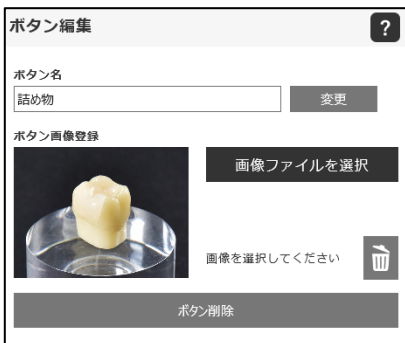 ボタン編集
?
ボタン名
詰め物
変更
ボタン画像登録
画像ファイルを選択
画像を選択してください
ボタン削除